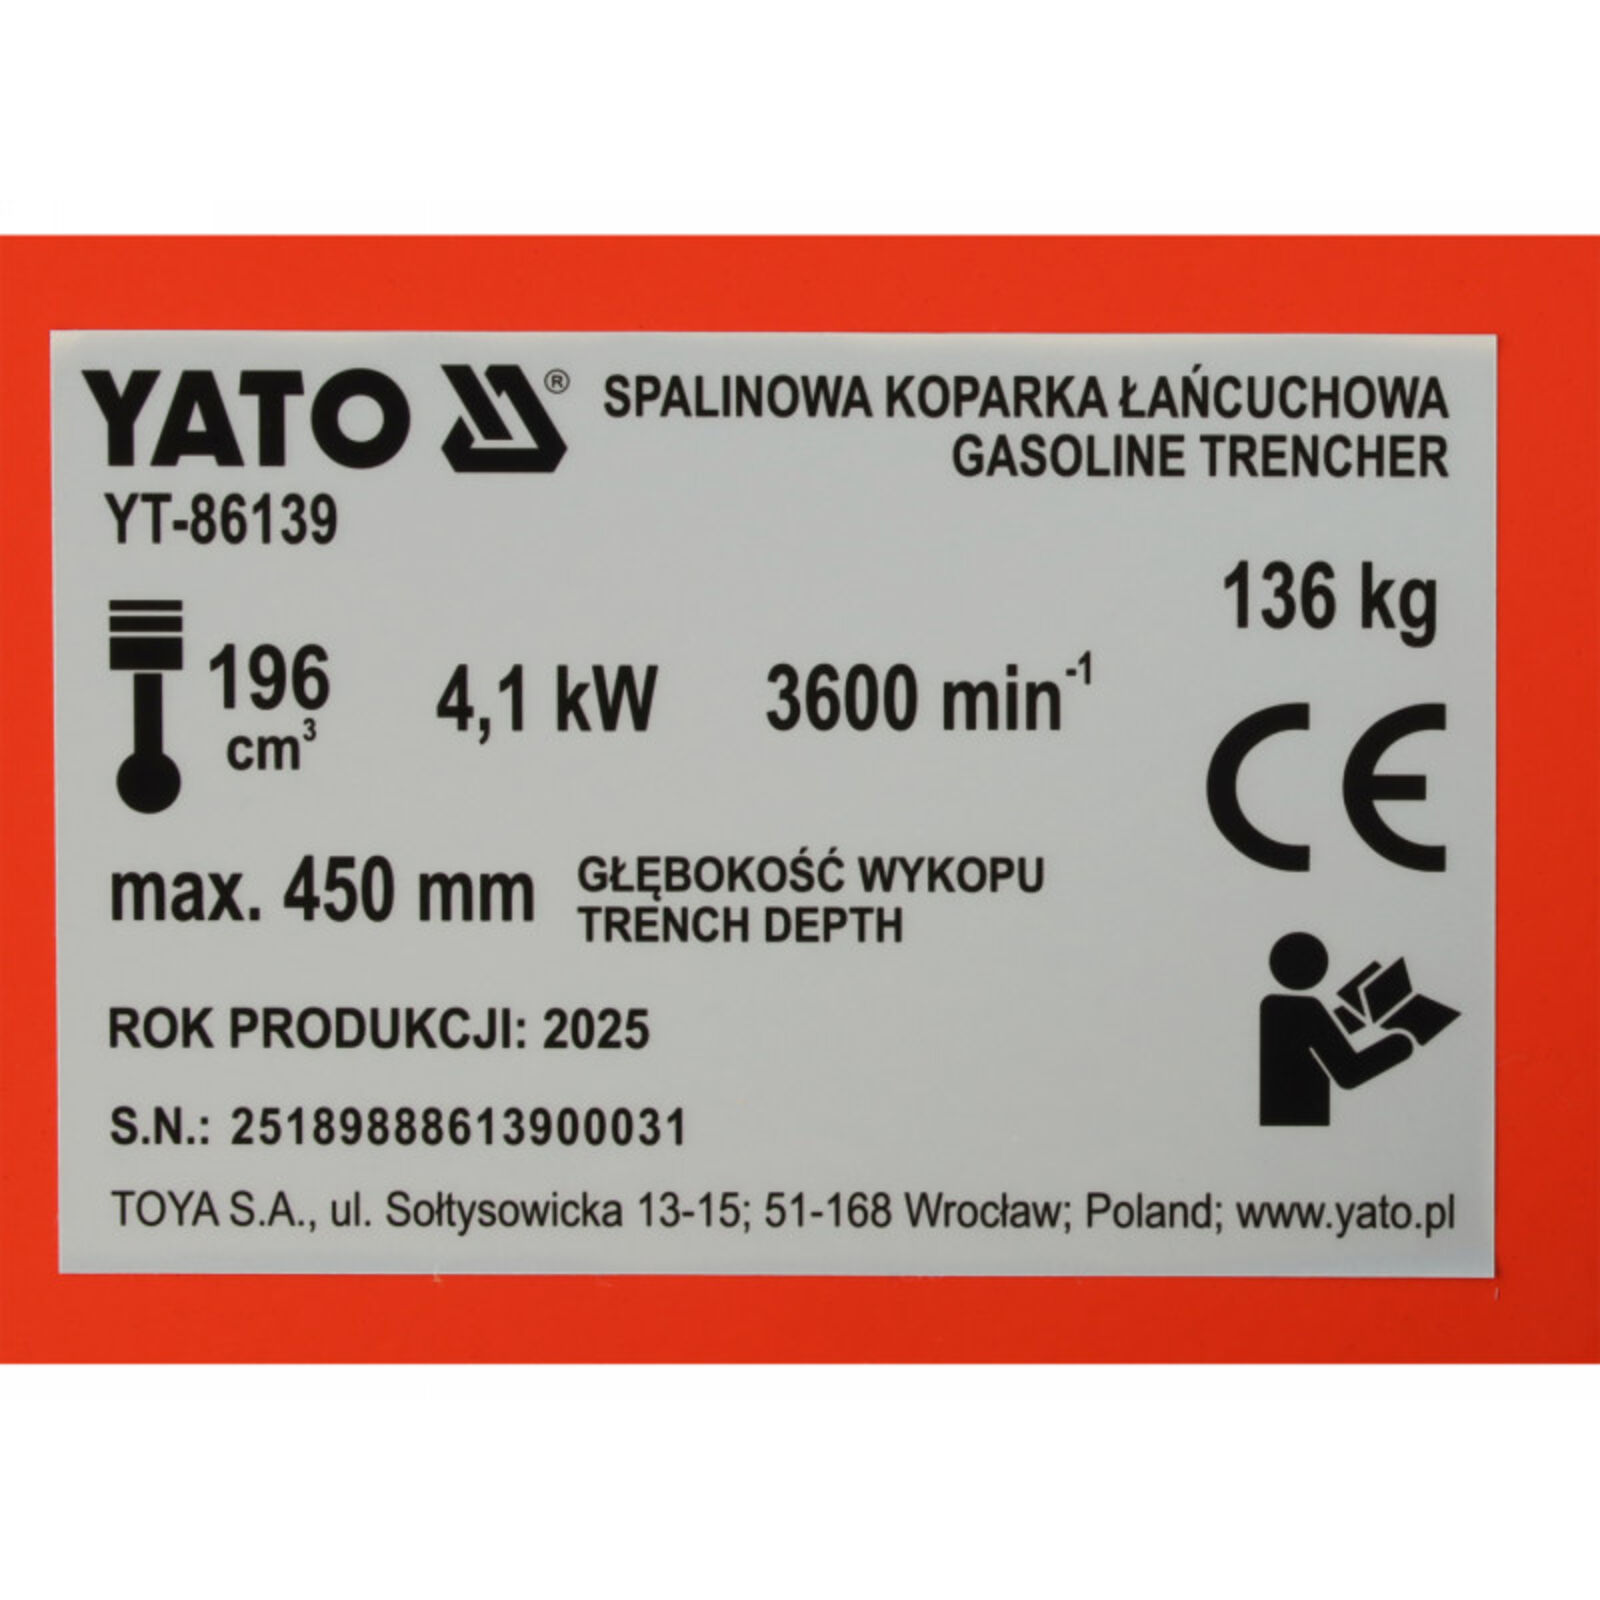 YATO ®
SPALINOWA KOPARKA ŁAŃCUCHOWA
GASOLINE TRENCHER
YT-86139
136 kg
196
cm³
4,1 kW
3600 min⁻¹
CE
max. 450 mm
GŁĘBOKOŚĆ WYKOPU
TRENCH DEPTH
ROK PRODUKCJI: 2025
S.N.: 251898888613900031
TOYA S.A., ul. Sołtysowicka 13-15; 51-168 Wrocław; Poland; www.yato.pl